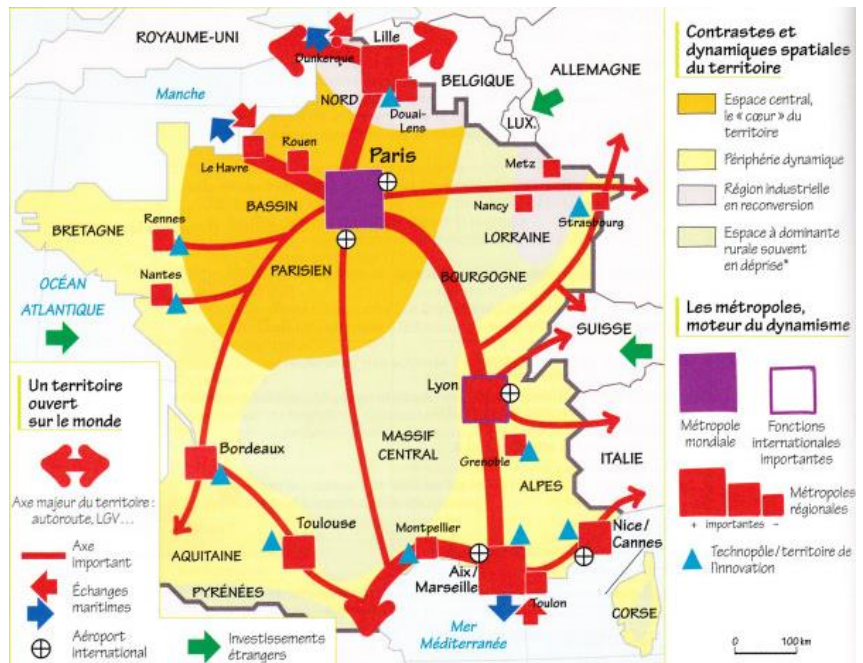 ROYAUME-UNI
Lille
Dunkerque
BELGIQUE
ALLEMAGNE
Manche
NORD
Douai-
Lens
LUX.
Rouen
Le Havre
Paris
Metz
BASSIN
Nancy
Strasbourg
BRETAGNE
Rennes
LORRAINE
Nantes
PARISIEN
BOURGOGNE
OCÉAN
ATLANTIQUE
SUISSE
Lyon
Bordeaux
MASSIF
CENTRAL
Grenoble
ALPES
ITALIE
Toulouse
Montpellier
Nice/
Cannes
AQUITAINE
Aix/
Marseille
Toulon
PYRÉNÉES
CORSE
Mer
Méditerranée
Un territoire
ouvert
sur le monde
Axe majeur du territoire :
autoroute, LGV...
Axe
important
Échanges
maritimes
Aéroport
international
Investissements
étrangers
Contrastes et
dynamiques spatiales
du territoire
Espace central,
le « cœur » du
territoire
Périphérie dynamique
Région industrielle
en reconversion
Espace à dominante
rurale souvent
en déprise*
Les métropoles,
moteur du dynamisme
Métropole
mondiale
Fonctions
internationales
importantes
Métropoles
régionales
+ importantes −
Technopôle/territoire de
l'innovation
0 100 km